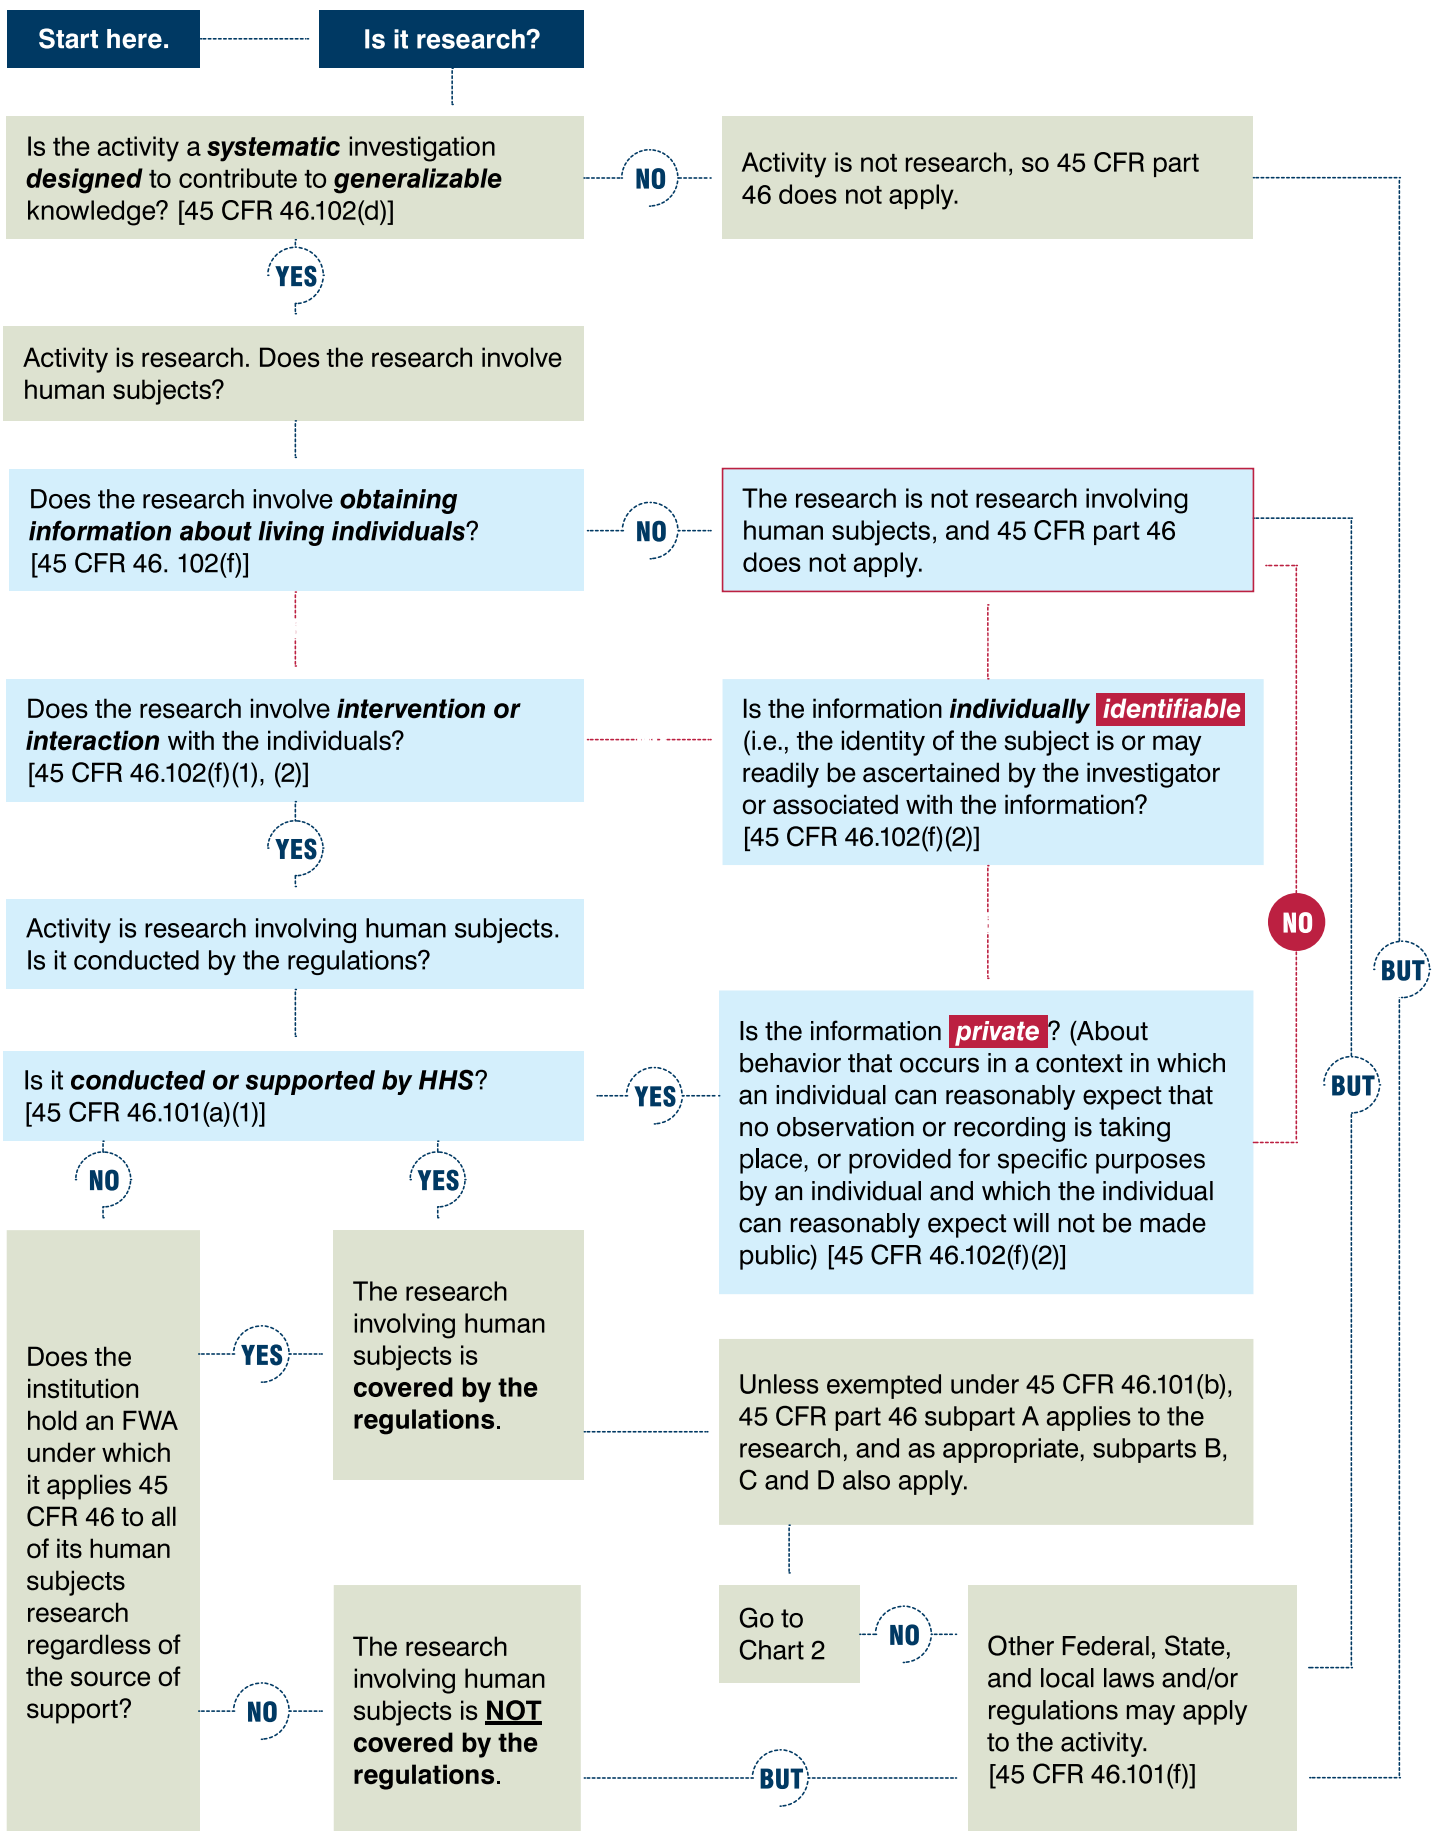 Start here.
Is it research?
Is the activity a systematic investigation
designed to contribute to generalizable
knowledge? [45 CFR 46.102(d)]
NO
Activity is not research, so 45 CFR part
46 does not apply.
YES
Activity is research. Does the research involve
human subjects?
Does the research involve obtaining
information about living individuals?
[45 CFR 46. 102(f)]
NO
The research is not research involving
human subjects, and 45 CFR part 46
does not apply.
Does the research involve intervention or
interaction with the individuals?
[45 CFR 46.102(f)(1), (2)]
Is the information individually identifiable
(i.e., the identity of the subject is or may
readily be ascertained by the investigator
or associated with the information?
[45 CFR 46.102(f)(2)]
YES
NO
BUT
Activity is research involving human subjects.
Is it conducted by the regulations?
Is it conducted or supported by HHS?
[45 CFR 46.101(a)(1)]
YES
Is the information private? (About
behavior that occurs in a context in which
an individual can reasonably expect that
no observation or recording is taking
place, or provided for specific purposes
by an individual and which the individual
can reasonably expect will not be made
public) [45 CFR 46.102(f)(2)]
BUT
NO
YES
Does the
institution
hold an FWA
under which
it applies 45
CFR 46 to all
of its human
subjects
research
regardless of
the source of
support?
YES
The research
involving human
subjects is
covered by the
regulations.
Unless exempted under 45 CFR 46.101(b),
45 CFR part 46 subpart A applies to the
research, and as appropriate, subparts B,
C and D also apply.
NO
The research
involving human
subjects is NOT
covered by the
regulations.
Go to
Chart 2
NO
BUT
Other Federal, State,
and local laws and/or
regulations may apply
to the activity.
[45 CFR 46.101(f)]